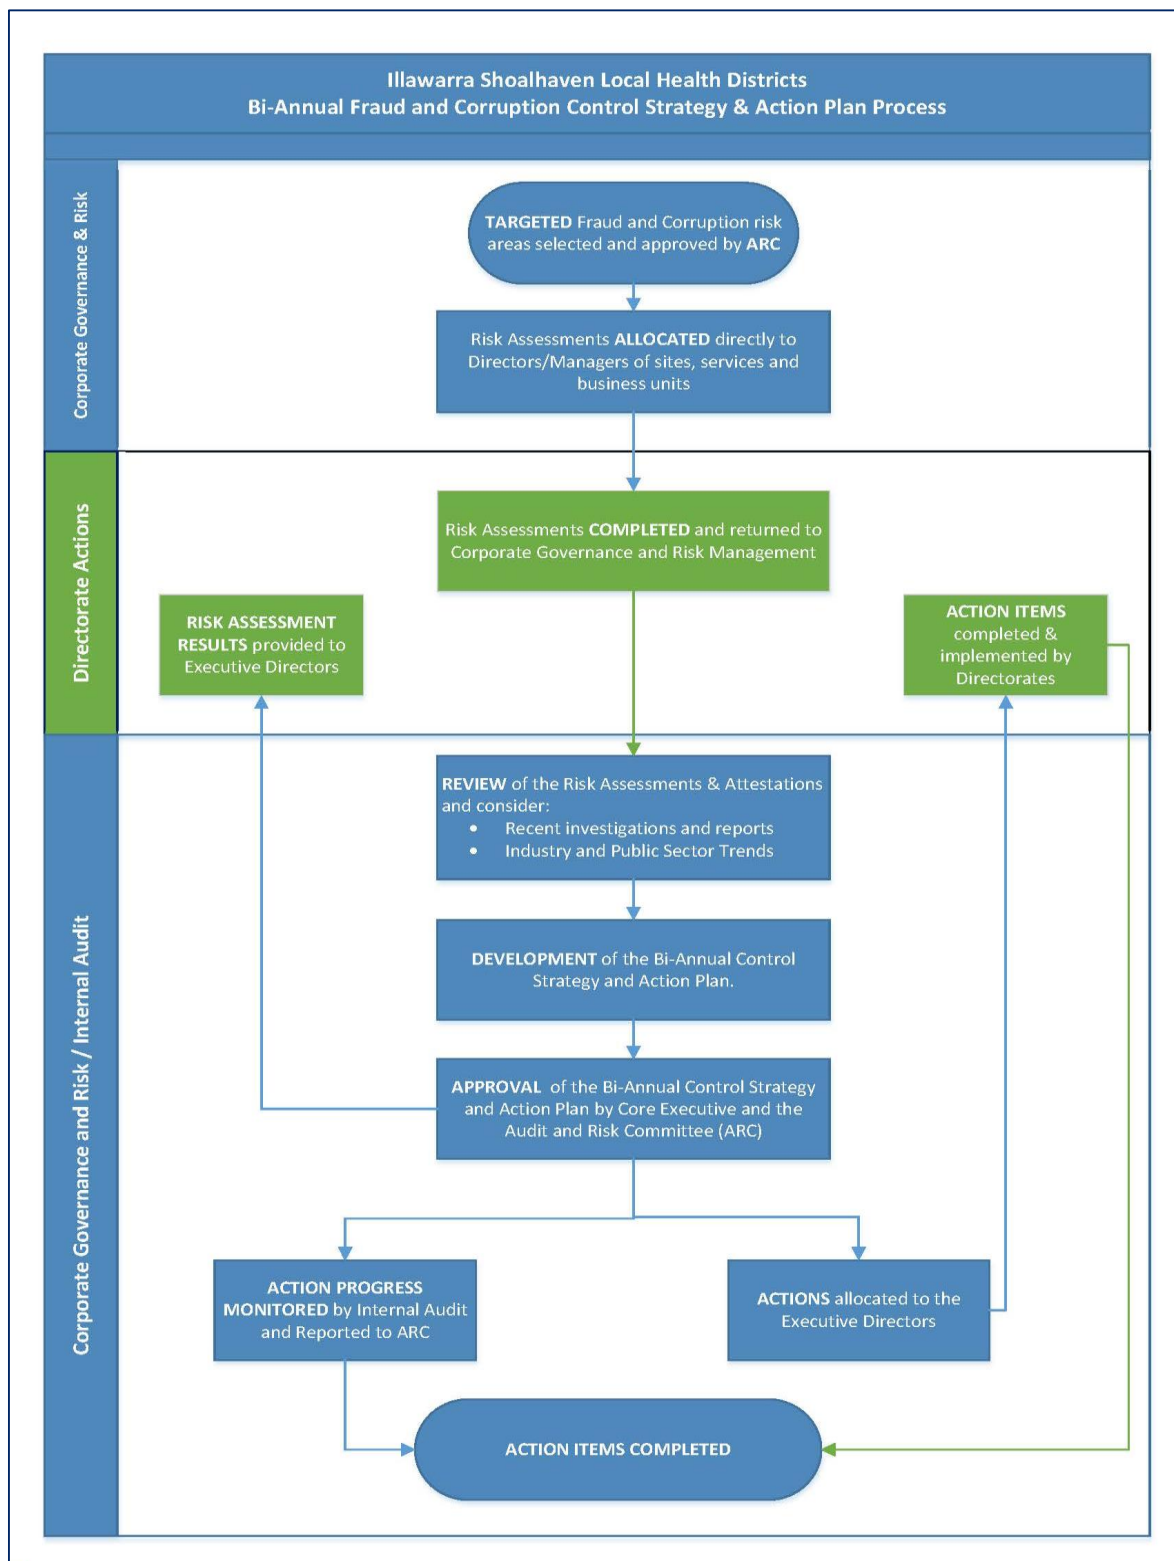 Illawarra Shoalhaven Local Health Districts
Bi-Annual Fraud and Corruption Control Strategy & Action Plan Process
Corporate Governance & Risk
TARGETED Fraud and Corruption risk
areas selected and approved by ARC
Risk Assessments ALLOCATED directly to
Directors/Managers of sites, services and
business units
Directorate Actions
Risk Assessments COMPLETED and returned to
Corporate Governance and Risk Management
RISK ASSESSMENT
RESULTS provided to
Executive Directors
ACTION ITEMS
completed &
implemented by
Directorates
Corporate Governance and Risk / Internal Audit
REVIEW of the Risk Assessments & Attestations
and consider:
• Recent investigations and reports
• Industry and Public Sector Trends
DEVELOPMENT of the Bi-Annual Control
Strategy and Action Plan.
APPROVAL of the Bi-Annual Control Strategy
and Action Plan by Core Executive and the
Audit and Risk Committee (ARC)
ACTION PROGRESS
MONITORED by Internal Audit
and Reported to ARC
ACTIONS allocated to the
Executive Directors
ACTION ITEMS COMPLETED